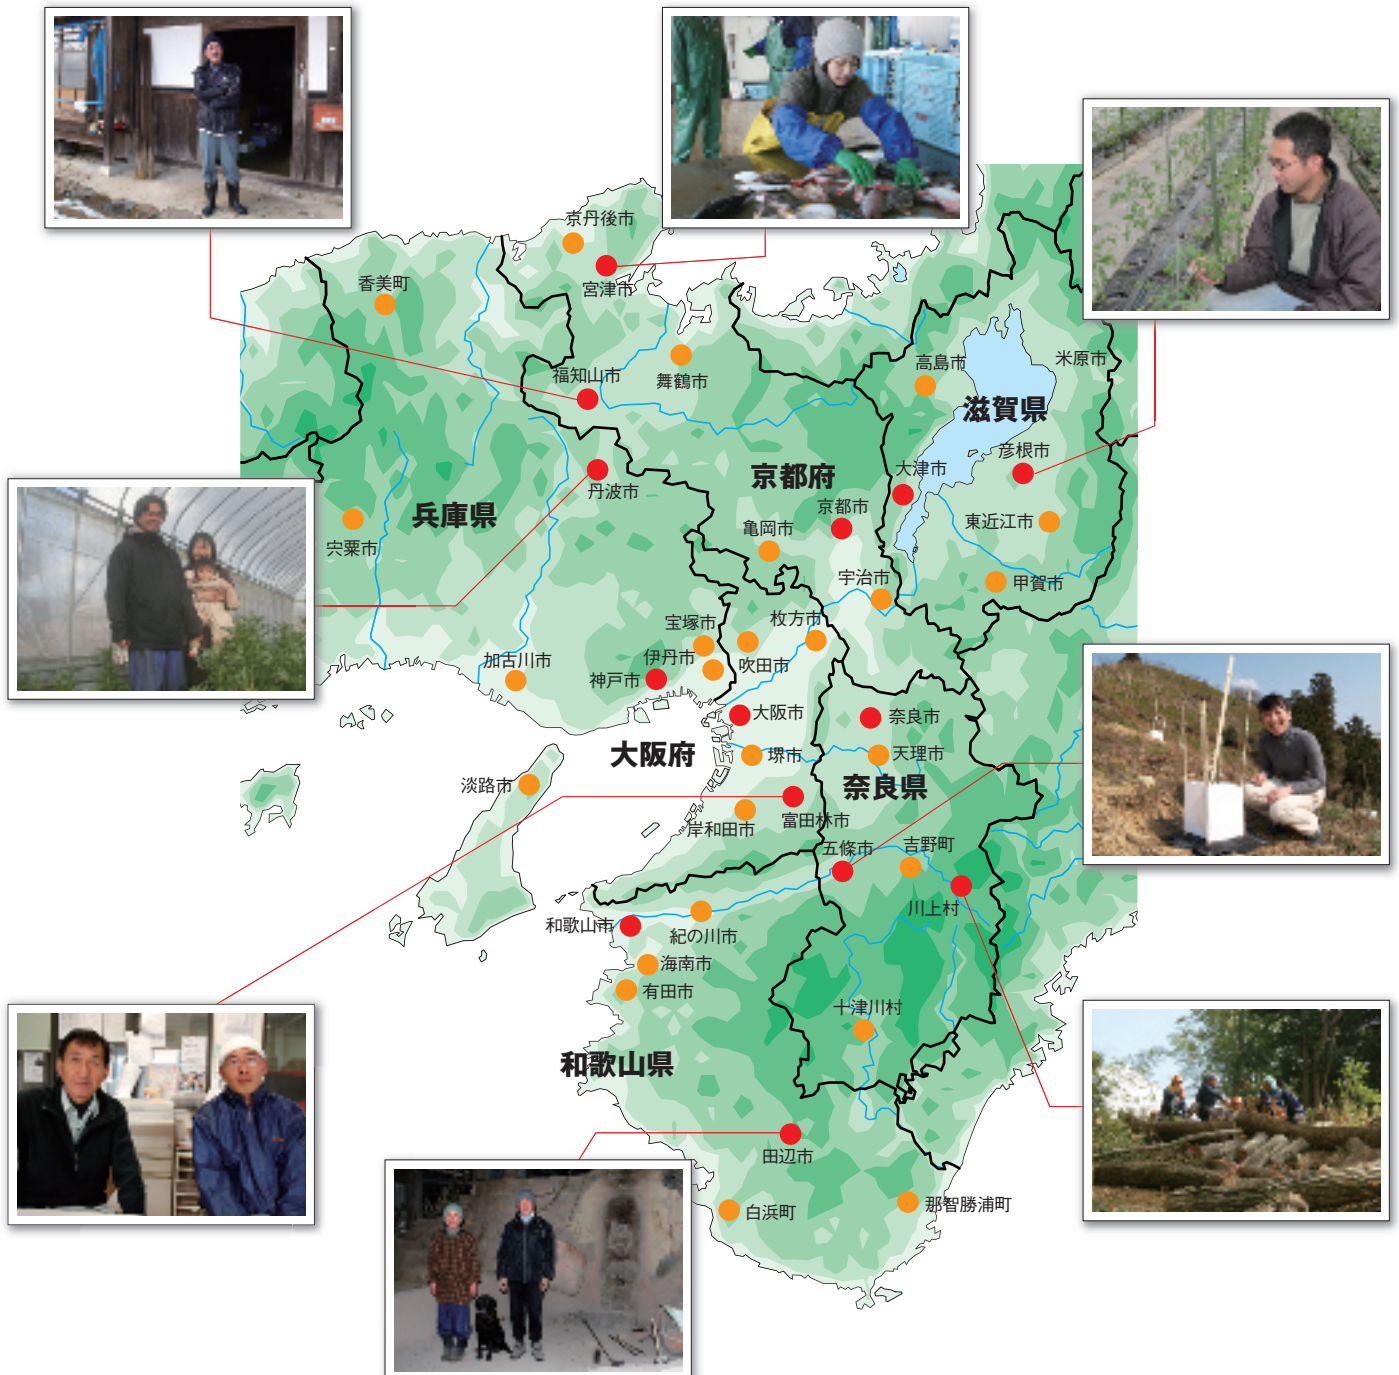 京丹後市
宮津市
香美町
福知山市
舞鶴市
高島市
米原市
滋賀県
彦根市
大津市
京都府
丹波市
兵庫県
京都市
東近江市
亀岡市
宍粟市
宇治市
甲賀市
宝塚市
枚方市
伊丹市
加古川市
吹田市
神戸市
大阪市
奈良市
大阪府
堺市
天理市
淡路市
奈良県
岸和田市
富田林市
五條市
吉野町
川上村
和歌山市
紀の川市
海南市
有田市
十津川村
和歌山県
田辺市
白浜町
那智勝浦町